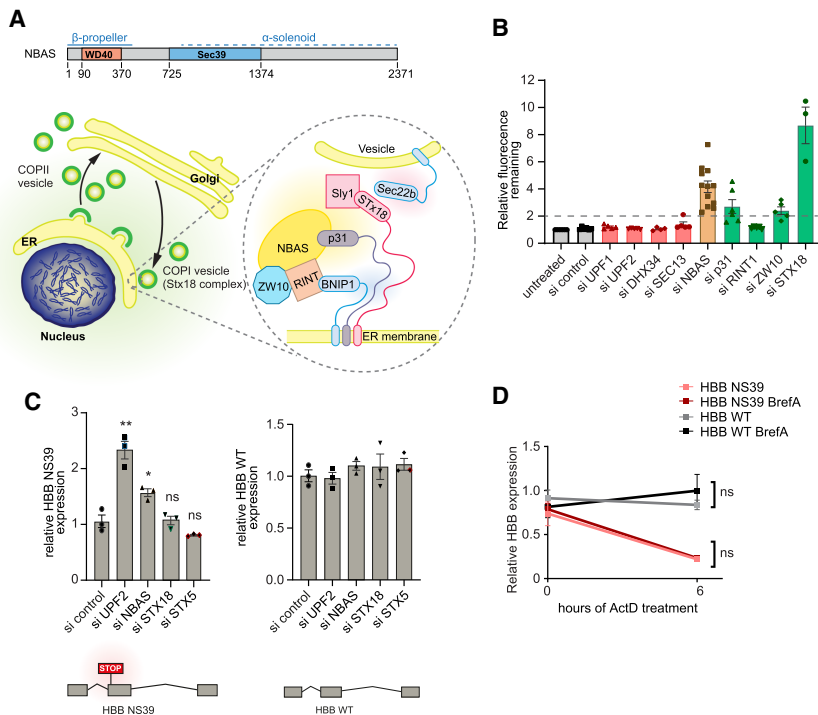 A
β-propeller
α-solenoid
NBAS
WD40
Sec39
1 90 370 725 1374 2371
COPII
vesicle
Golgi
ER
COPI vesicle
(Stx18 complex)
Nucleus
Vesicle
Sly1
STx18
Sec22b
NBAS
p31
ZW10
RINT
BNIP1
ER membrane
B
Relative fluorescence
remaining
12
10
8
6
4
2
0
untreated
si control
si UPF1
si UPF2
si DHX34
si SEC13
si NBAS
si p31
si RINT1
si ZW10
si STX18
C
relative HBB NS39
expression
3
2
1
0
**
*
ns
ns
si control
si UPF2
si NBAS
si STX18
si STX5
STOP
HBB NS39
relative HBB WT
expression
1.5
1.0
0.5
0.0
si control
si UPF2
si NBAS
si STX18
si STX5
HBB WT
D
HBB NS39
HBB NS39 BrefA
HBB WT
HBB WT BrefA
Relative HBB expression
1.5
1.0
0.5
0.0
ns
ns
0 6
hours of ActD treatment